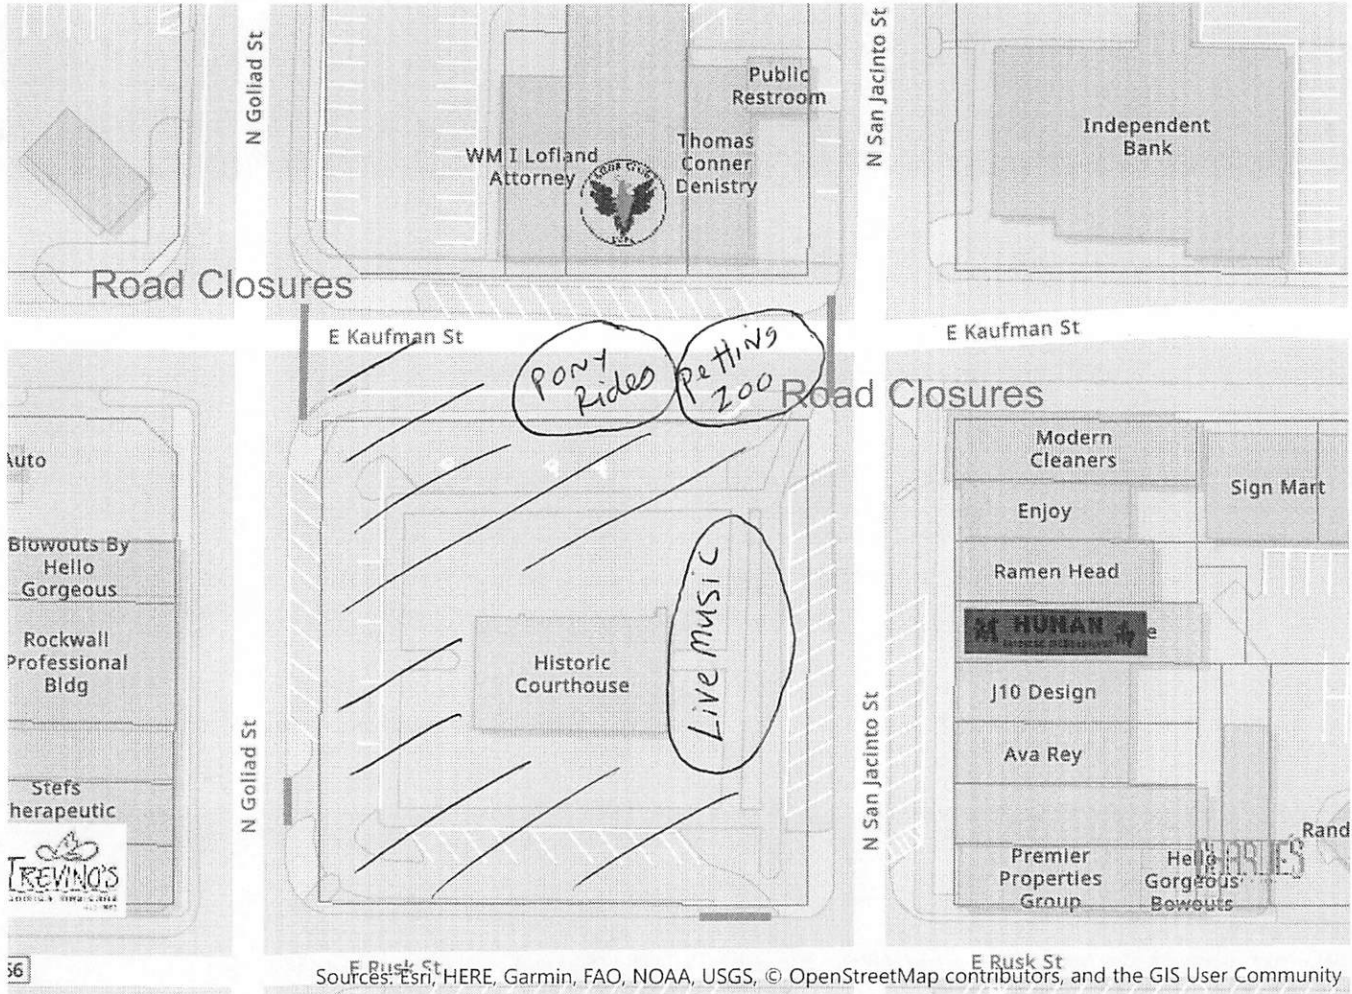 N Goliad St
N San Jacinto St
Public
Restroom
Independent
Bank
WM I Lofland
Attorney
Thomas
Conner
Denistry
Road Closures
E Kaufman St
E Kaufman St
Pony
Rides
Petting
Zoo
Road Closures
Auto
Modern
Cleaners
Sign Mart
Enjoy
Blowouts By
Hello
Gorgeous
Ramen Head
HUNAN
e
Rockwall
Professional
Bldg
Historic
Courthouse
Live Music
J10 Design
N Goliad St
N San Jacinto St
Ava Rey
Stefs
herapeutic
TREVINO'S
Premier
Properties
Group
Hello
Gorgeous
Bowouts
CHARLIE'S
Rand
66
E Rusk St
E Rusk St
Sources: Esri, HERE, Garmin, FAO, NOAA, USGS, © OpenStreetMap contributors, and the GIS User Community